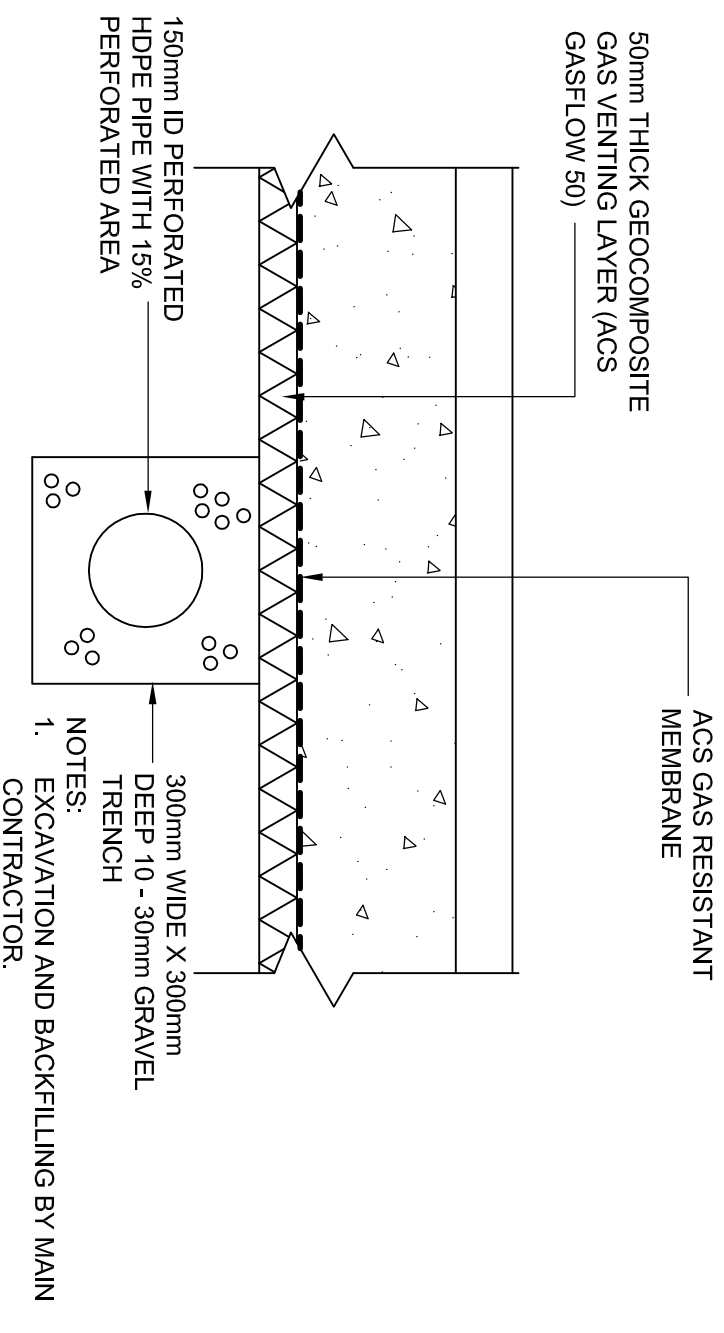 50mm THICK GEOCOMPOSITE
GAS VENTING LAYER (ACS
GASFLOW 50)
ACS GAS RESISTANT
MEMBRANE
150mm ID PERFORATED
HDPE PIPE WITH 15%
PERFORATED AREA
300mm WIDE X 300mm
DEEP 10 - 30mm GRAVEL
TRENCH
NOTES:
1. EXCAVATION AND BACKFILLING BY MAIN
CONTRACTOR.